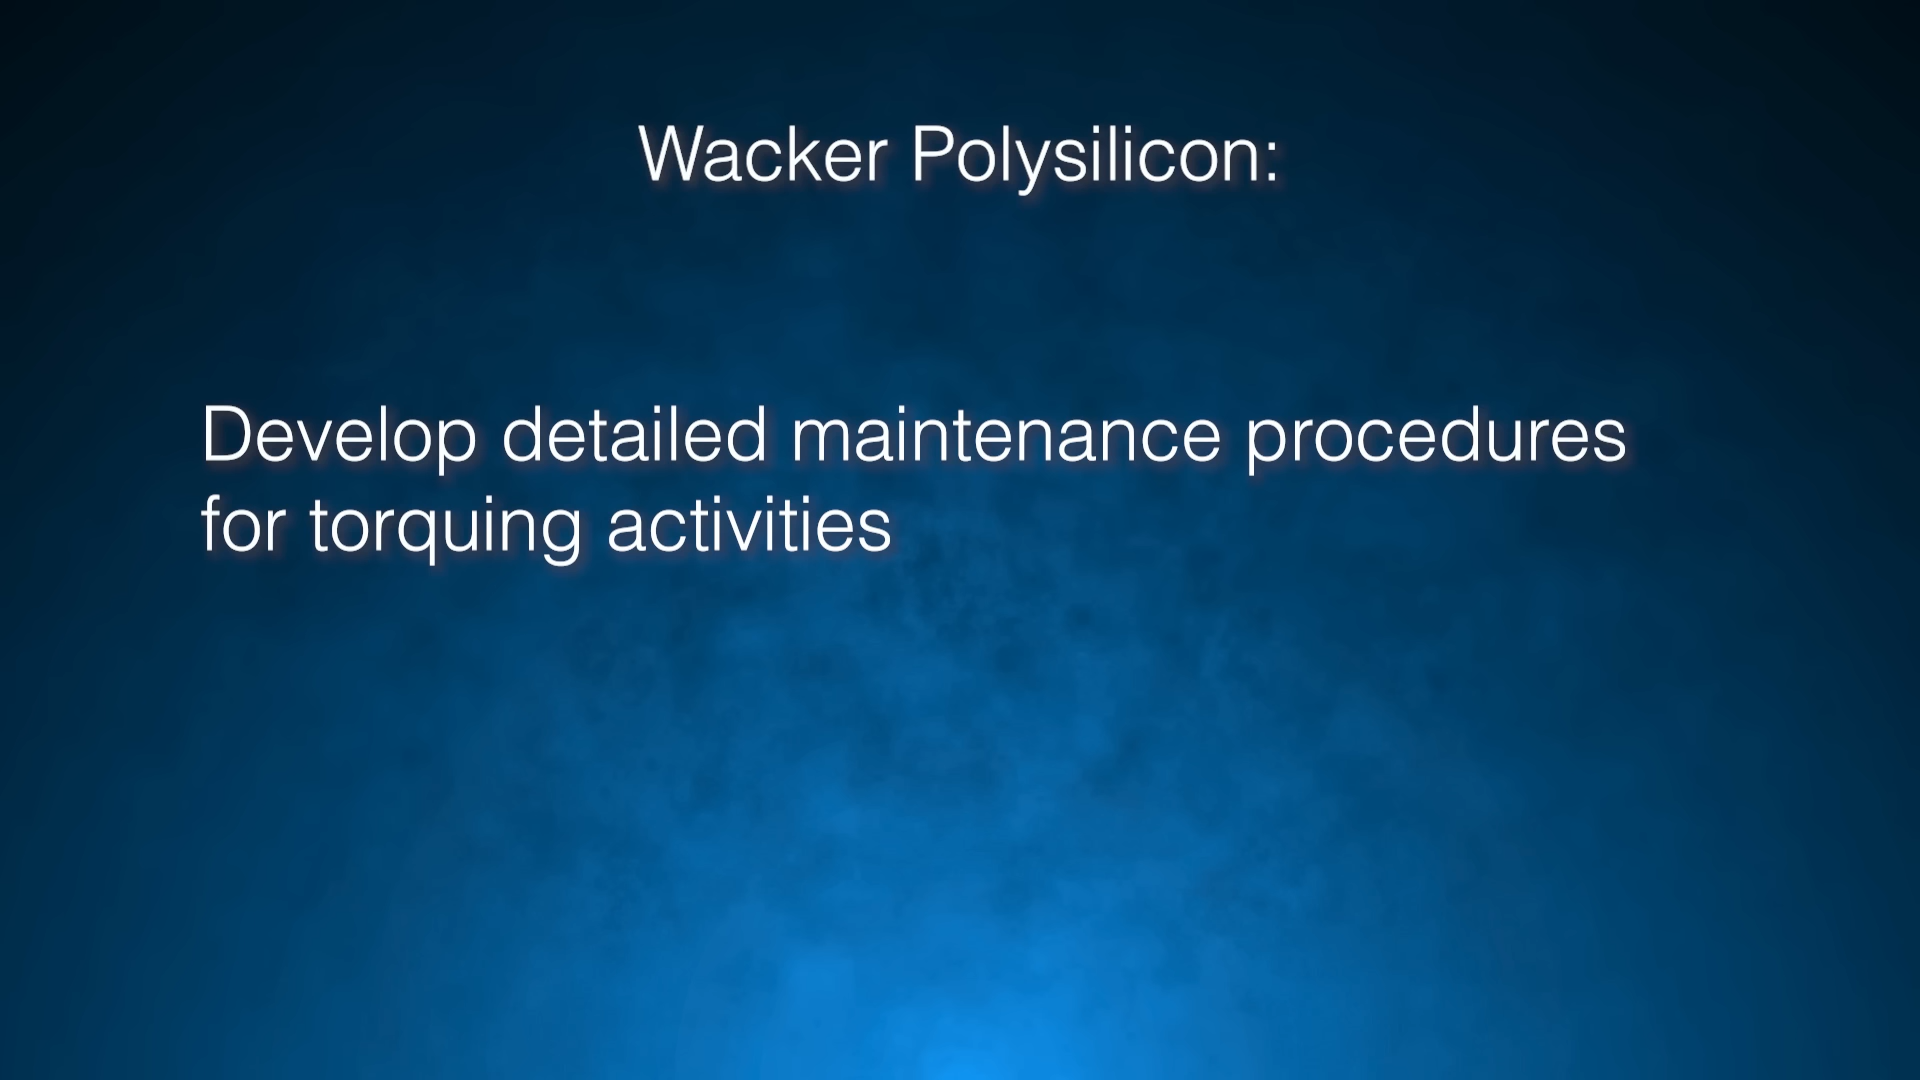 Wacker Polysilicon:
Develop detailed maintenance procedures
for torquing activities